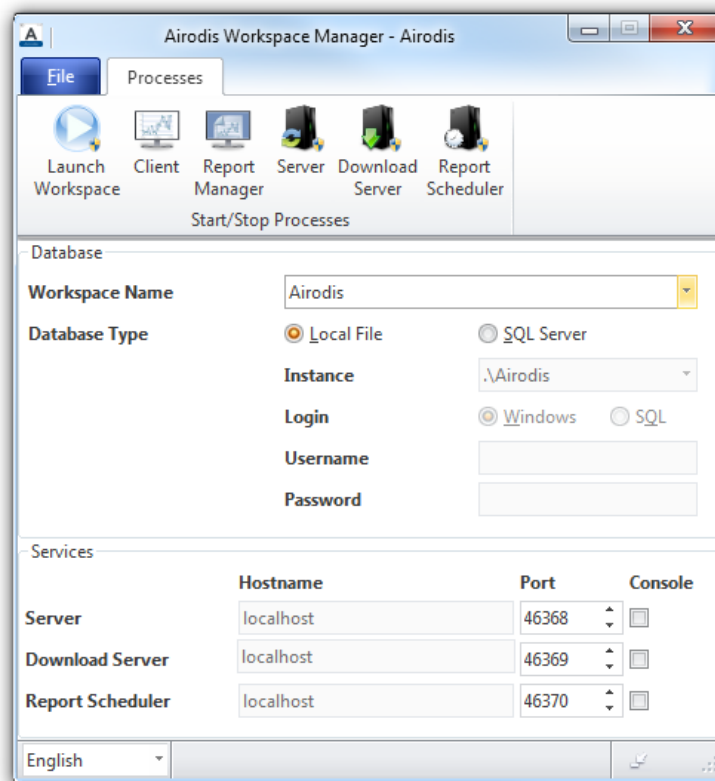 A
Airodis Workspace Manager - Airodis
File Processes
Launch Workspace
Client
Report Manager
Server
Download Server
Report Scheduler
Start/Stop Processes
Database
Workspace Name Airodis
Database Type Local File SQL Server
Instance .\Airodis
Login Windows SQL
Username
Password
Services
Hostname Port Console
Server localhost 46368
Download Server localhost 46369
Report Scheduler localhost 46370
English